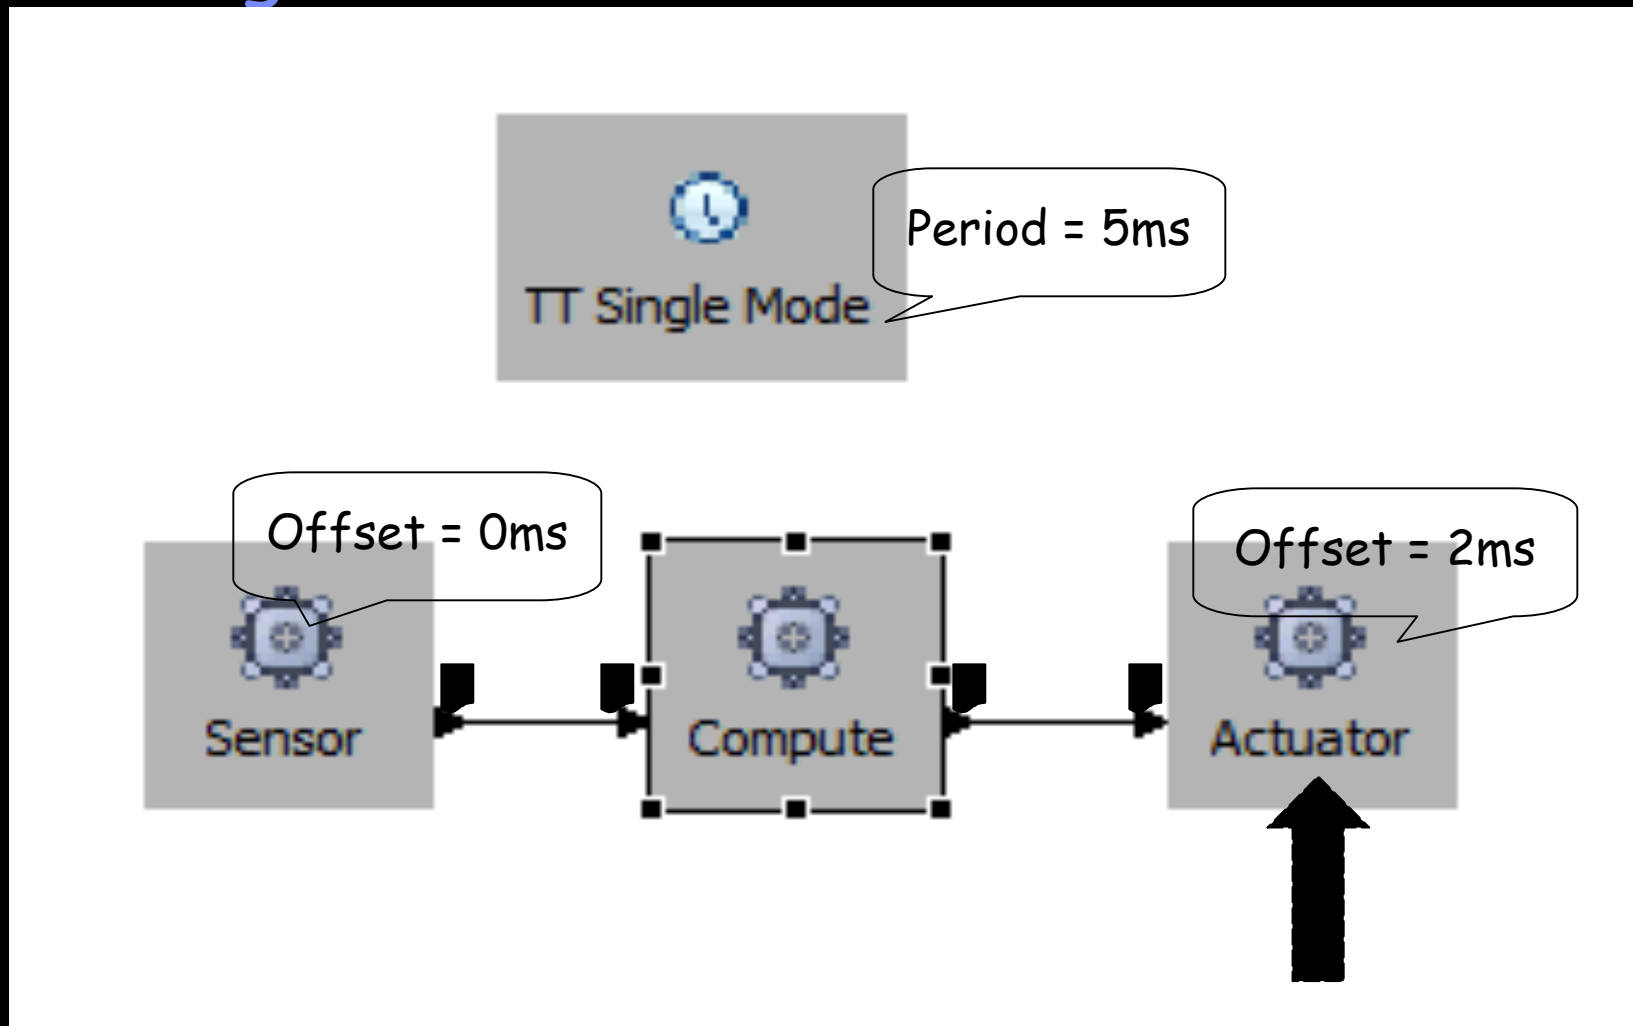 TT Single Mode
Period = 5ms
Offset = 0ms
Offset = 2ms
Sensor
Compute
Actuator